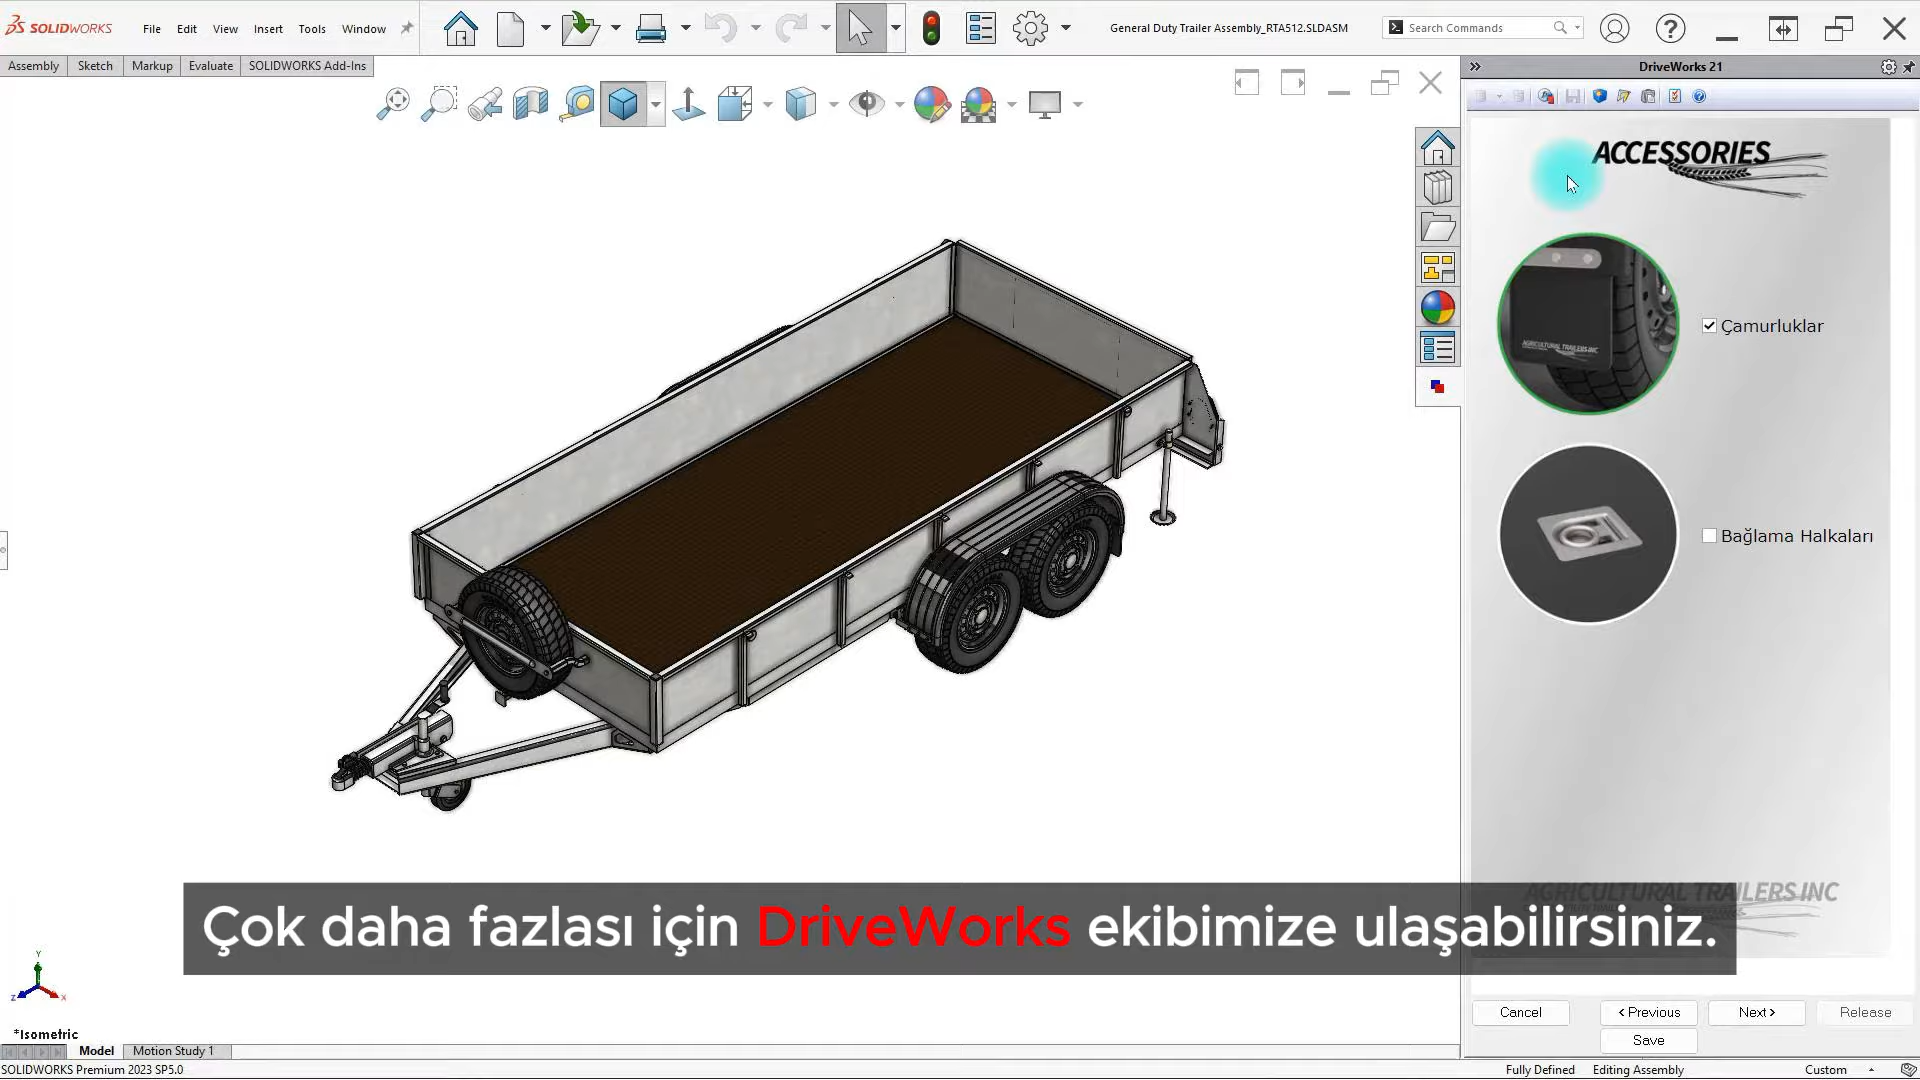 SOLIDWORKS File Edit View Insert Tools Window General Duty Trailer Assembly_RTA512.SLDASM Search Commands
Assembly Sketch Markup Evaluate SOLIDWORKS Add-Ins
DriveWorks 21
ACCESSORIES
AGRICULTURAL TRAILERS INC
Çamurluklar
Bağlama Halkaları
AGRICULTURAL TRAILERS INC
Çok daha fazlası için DriveWorks ekibimize ulaşabilirsiniz.
Y
Z X
*Isometric
Cancel < Previous Next > Release
Save
Model Motion Study 1
SOLIDWORKS Premium 2023 SP5.0 Fully Defined Editing Assembly Custom